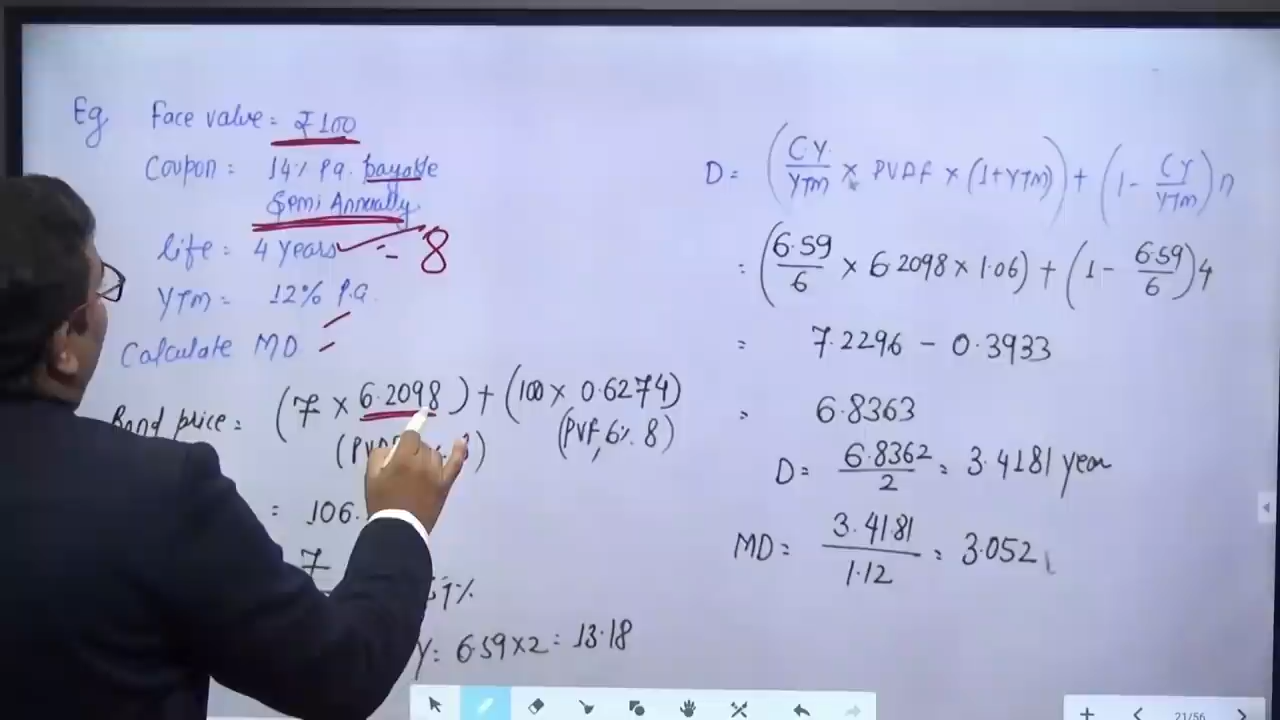 Eg Face value = ₹100
Coupon = 14% P.a. payable
Semi Annually
life = 4 years - 8
YTM = 12% P.a.
Calculate MD
Bond price = (7 × 6.2098) + (100 × 0.6274)
(PVF, 6%. 8)
= 106.
7
6.59×2 = 13.18
D = (CY/YTM × PVAF × (1+YTM)) + (1 - CY/YTM) n
= (6.59/6 × 6.2098 × 1.06) + (1 - 6.59/6) 4
= 7.2296 - 0.3933
= 6.8363
D = 6.8362/2 = 3.4181 year
MD = 3.4181/1.12 = 3.052
21/56